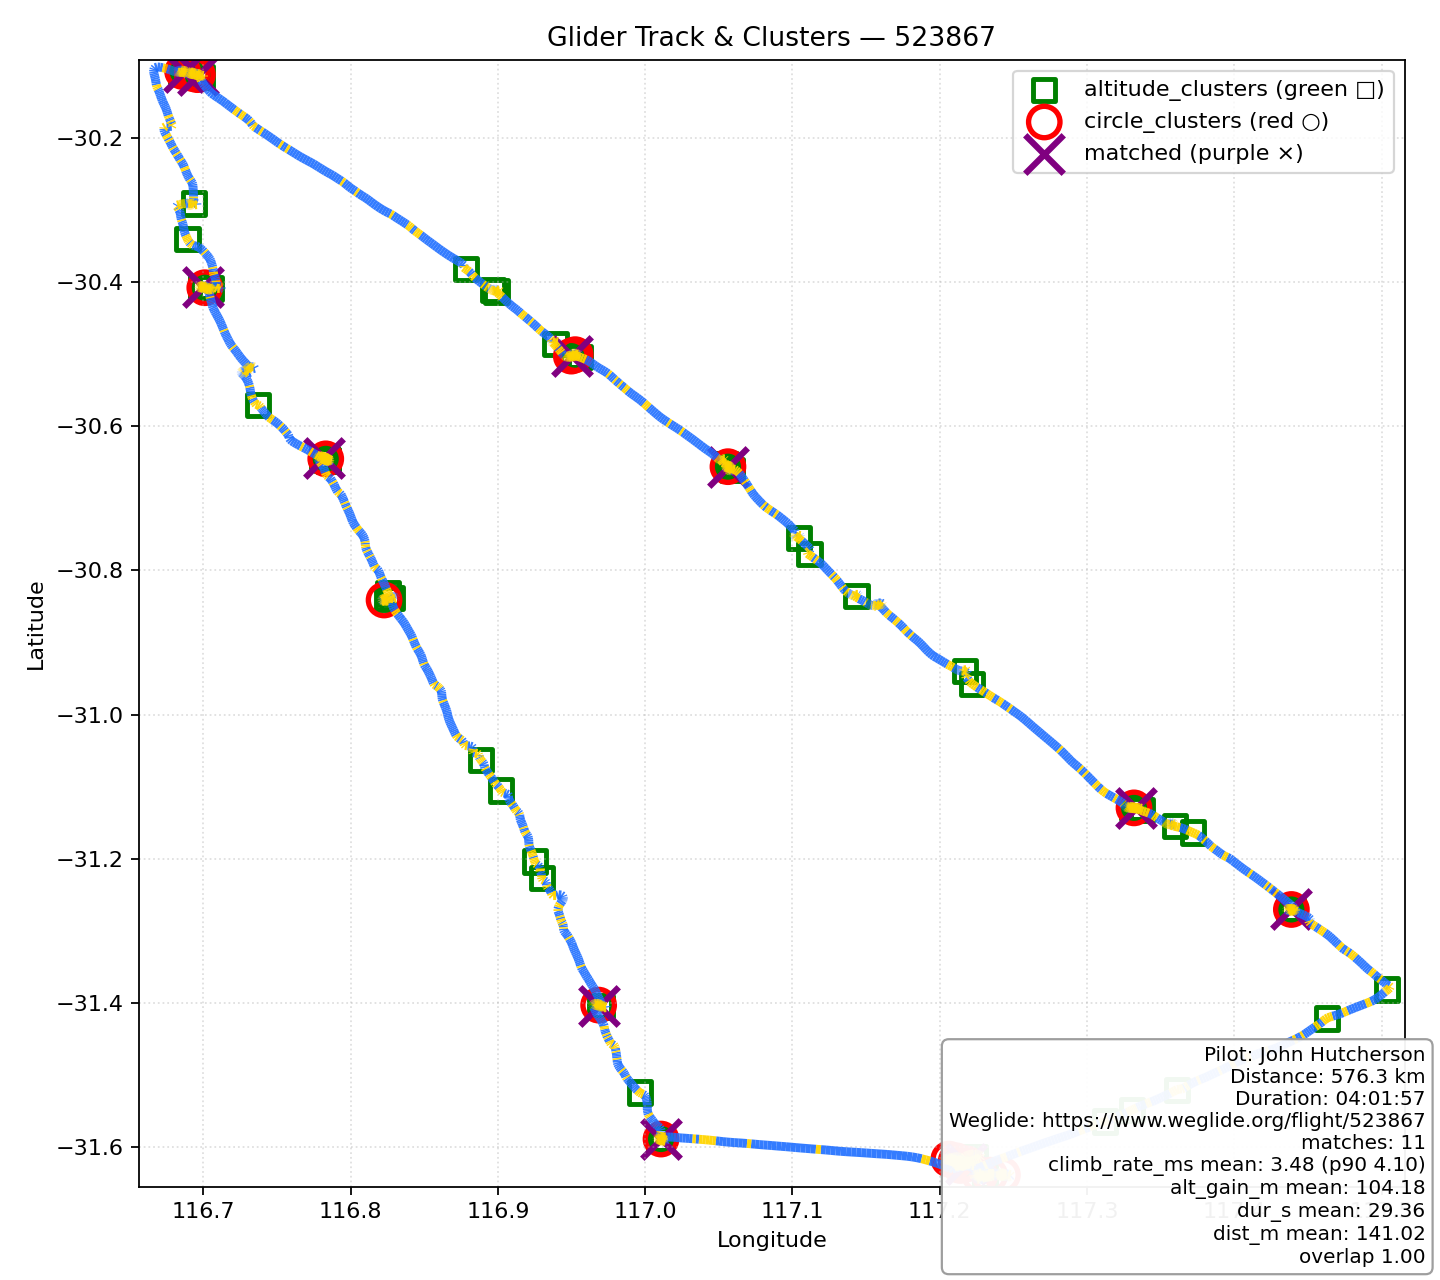 Glider Track & Clusters — 523867
altitude_clusters (green □)
circle_clusters (red ○)
matched (purple ×)
Latitude
−30.2
−30.4
−30.6
−30.8
−31.0
−31.2
−31.4
−31.6
116.7 116.8 116.9 117.0 117.1 117.2 117.3
Longitude
Pilot: John Hutcherson
Distance: 576.3 km
Duration: 04:01:57
Weglide: https://www.weglide.org/flight/523867
matches: 11
climb_rate_ms mean: 3.48 (p90 4.10)
alt_gain_m mean: 104.18
dur_s mean: 29.36
dist_m mean: 141.02
overlap 1.00